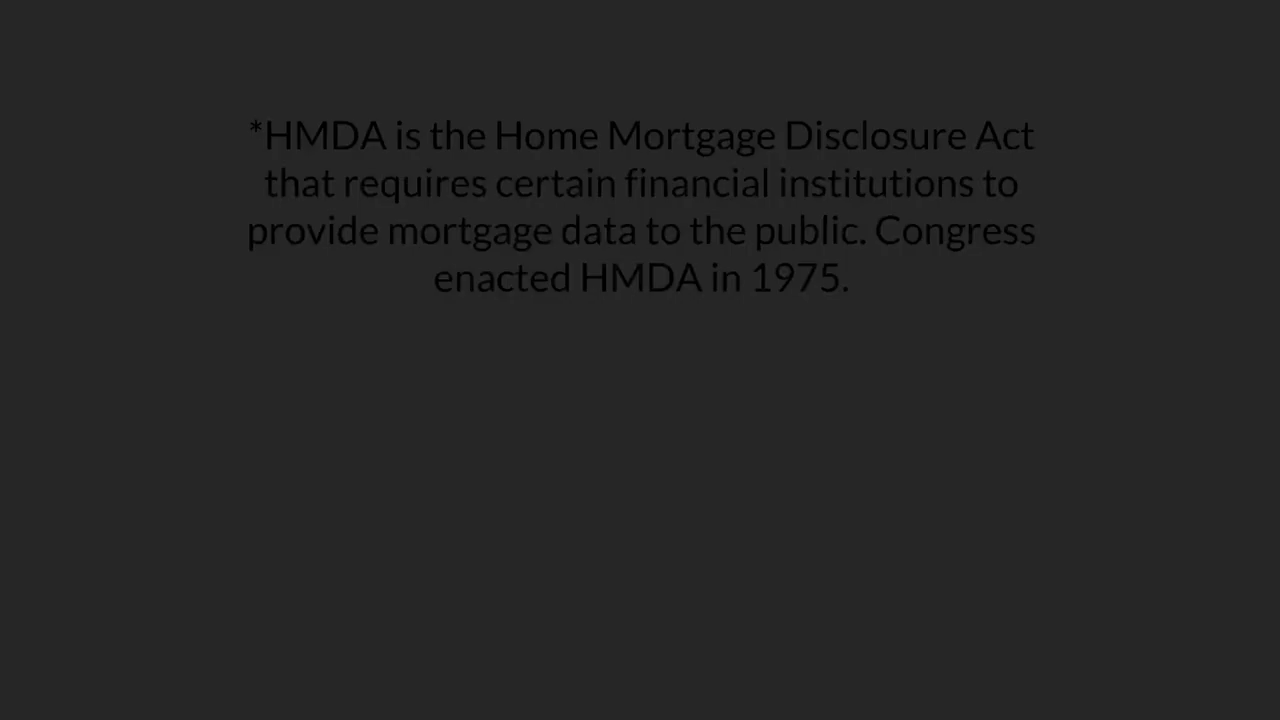 *HMDA is the Home Mortgage Disclosure Act
that requires certain financial institutions to
provide mortgage data to the public. Congress
enacted HMDA in 1975.